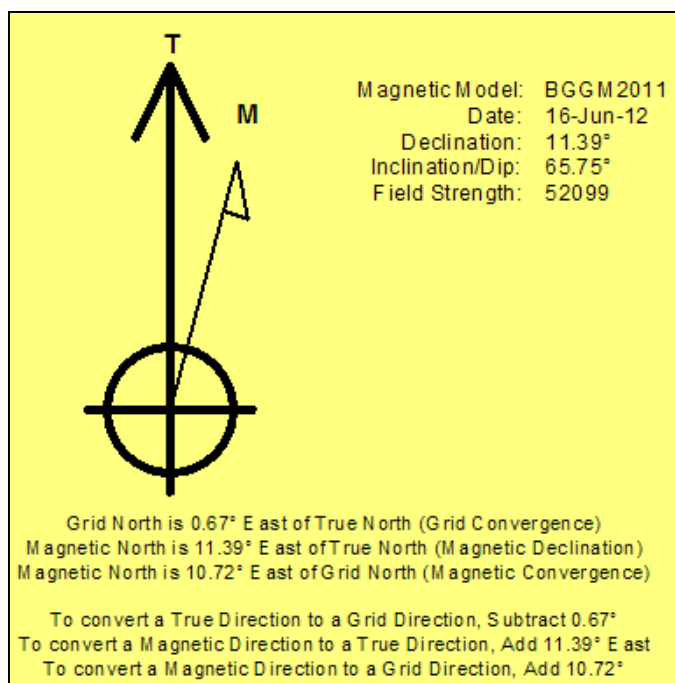 T
M
Magnetic Model: BGGM2011
Date: 16-Jun-12
Declination: 11.39°
Inclination/Dip: 65.75°
Field Strength: 52099
Grid North is 0.67° East of True North (Grid Convergence)
Magnetic North is 11.39° East of True North (Magnetic Declination)
Magnetic North is 10.72° East of Grid North (Magnetic Convergence)
To convert a True Direction to a Grid Direction, Subtract 0.67°
To convert a Magnetic Direction to a True Direction, Add 11.39° East
To convert a Magnetic Direction to a Grid Direction, Add 10.72°